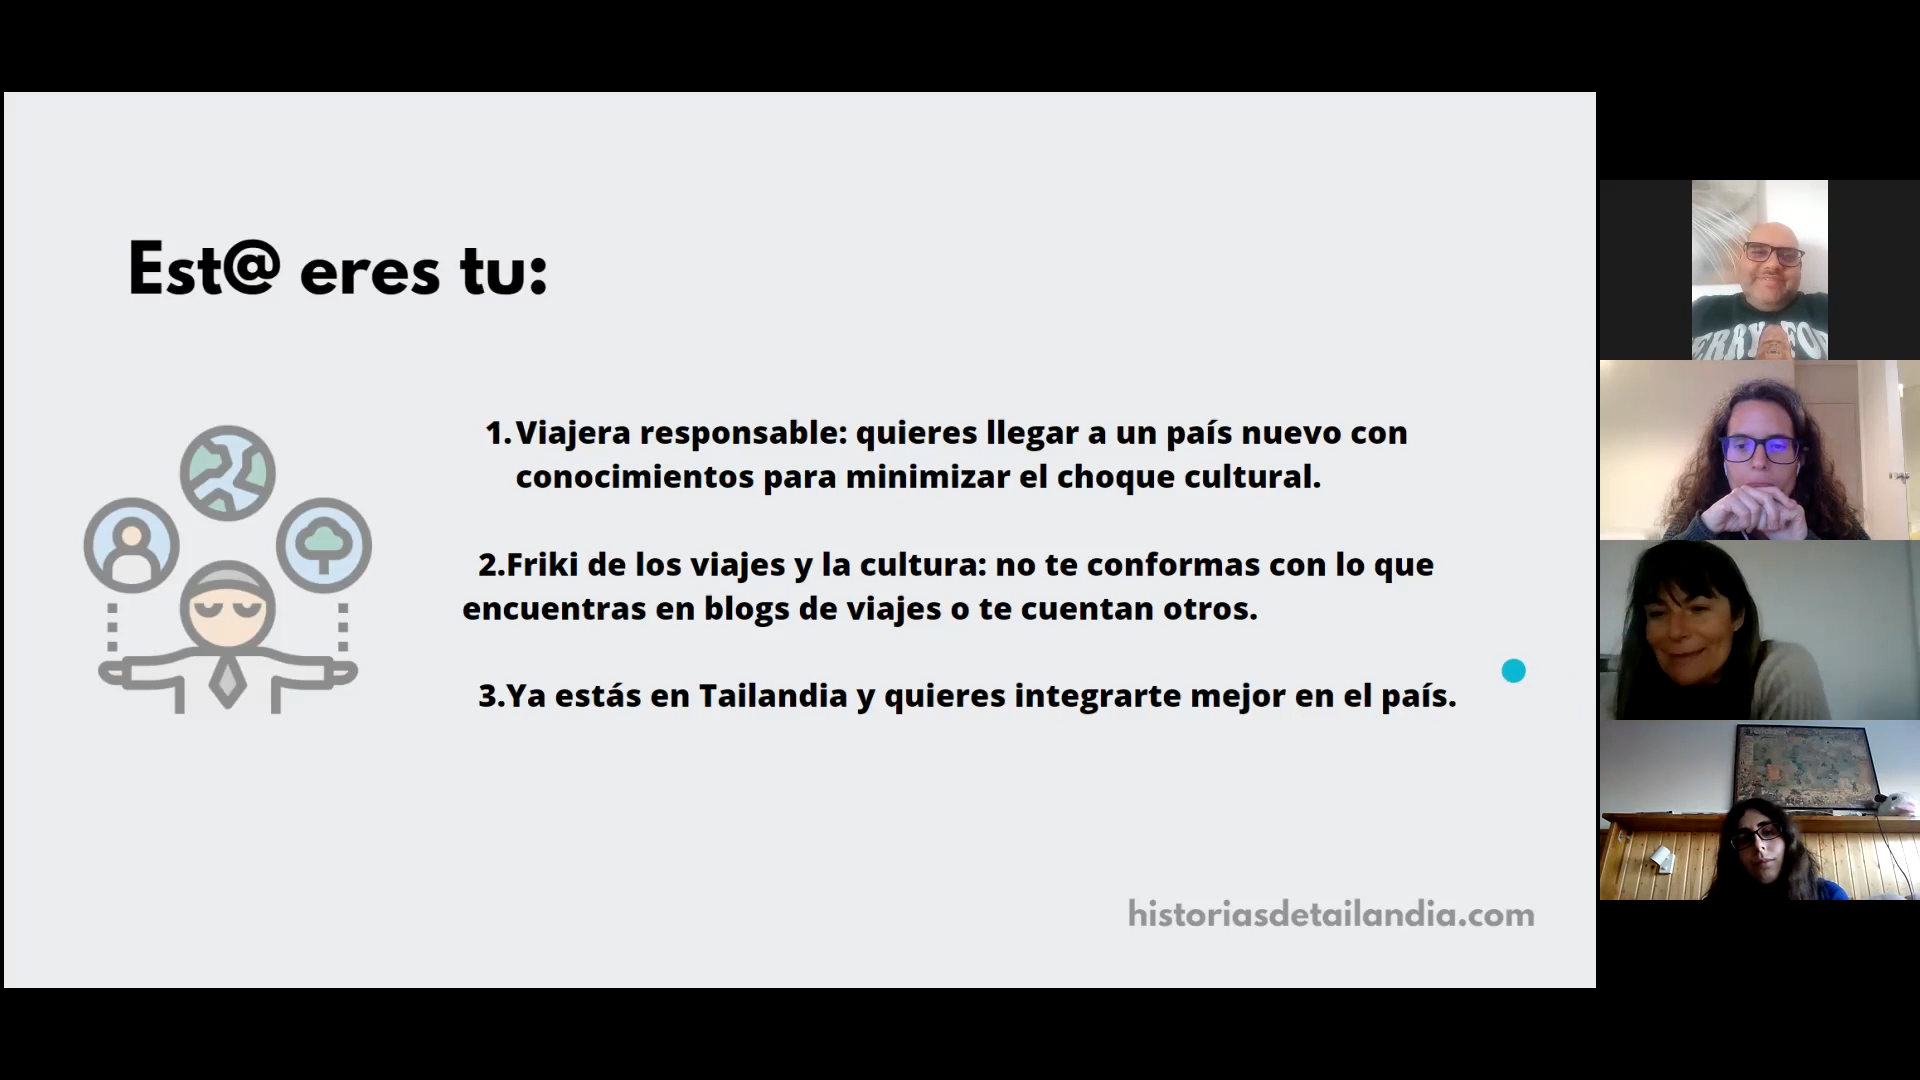 Est@ eres tu:
1. Viajera responsable: quieres llegar a un país nuevo con
conocimientos para minimizar el choque cultural.
2.Friki de los viajes y la cultura: no te conformas con lo que
encuentras en blogs de viajes o te cuentan otros.
3.Ya estás en Tailandia y quieres integrarte mejor en el país.
historiasdetailandia.com